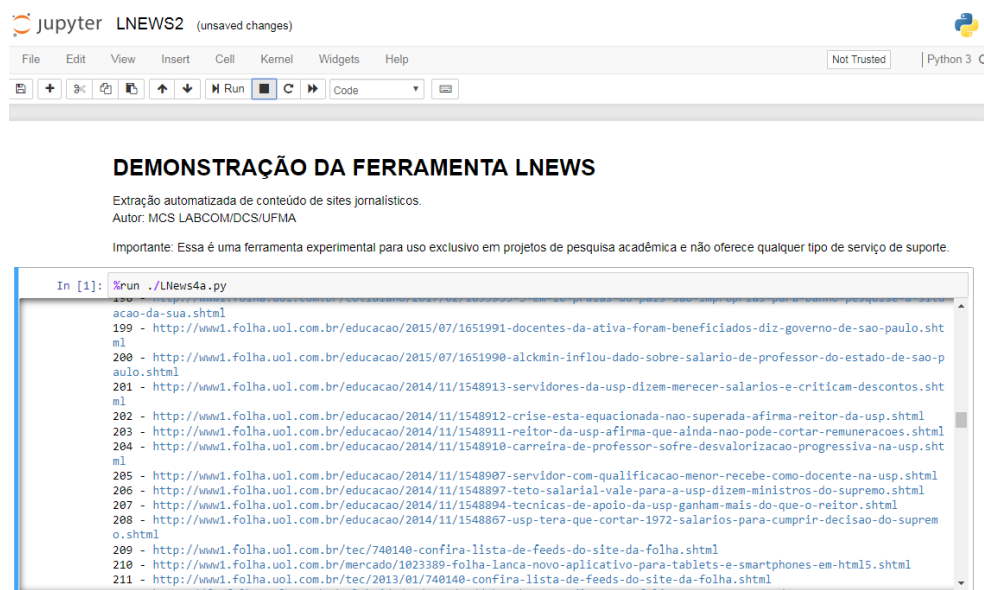 jupyter LNEWS2 (unsaved changes)
File Edit View Insert Cell Kernel Widgets Help Not Trusted Python 3
Run Code
DEMONSTRAÇÃO DA FERRAMENTA LNEWS
Extração automatizada de conteúdo de sites jornalísticos.
Autor: MCS LABCOM/DCS/UFMA
Importante: Essa é uma ferramenta experimental para uso exclusivo em projetos de pesquisa acadêmica e não oferece qualquer tipo de serviço de suporte.
In [1]: %run ./LNews4a.py
acao-da-sua.shtml
199 - http://www1.folha.uol.com.br/educacao/2015/07/1651991-docentes-da-ativa-foram-beneficiados-diz-governo-de-sao-paulo.sht
ml
200 - http://www1.folha.uol.com.br/educacao/2015/07/1651990-alckmin-inflou-dado-sobre-salario-de-professor-do-estado-de-sao-p
aulo.shtml
201 - http://www1.folha.uol.com.br/educacao/2014/11/1548913-servidores-da-usp-dizem-merecer-salarios-e-criticam-descontos.sht
ml
202 - http://www1.folha.uol.com.br/educacao/2014/11/1548912-crise-esta-equacionada-nao-superada-afirma-reitor-da-usp.shtml
203 - http://www1.folha.uol.com.br/educacao/2014/11/1548911-reitor-da-usp-afirma-que-ainda-nao-pode-cortar-remuneracoes.shtml
204 - http://www1.folha.uol.com.br/educacao/2014/11/1548910-carreira-de-professor-sofre-desvalorizacao-progressiva-na-usp.sht
ml
205 - http://www1.folha.uol.com.br/educacao/2014/11/1548907-servidor-com-qualificacao-menor-recebe-como-docente-na-usp.shtml
206 - http://www1.folha.uol.com.br/educacao/2014/11/1548897-teto-salarial-vale-para-a-usp-dizem-ministros-do-supremo.shtml
207 - http://www1.folha.uol.com.br/educacao/2014/11/1548894-tecnicas-de-apoio-da-usp-ganham-mais-do-que-o-reitor.shtml
208 - http://www1.folha.uol.com.br/educacao/2014/11/1548867-usp-tera-que-cortar-1972-salarios-para-cumprir-decisao-do-suprem
o.shtml
209 - http://www1.folha.uol.com.br/tec/740140-confira-lista-de-feeds-do-site-da-folha.shtml
210 - http://www1.folha.uol.com.br/mercado/1023389-folha-lanca-novo-aplicativo-para-tablets-e-smartphones-em-html5.shtml
211 - http://www1.folha.uol.com.br/tec/2013/01/740140-confira-lista-de-feeds-do-site-da-folha.shtml